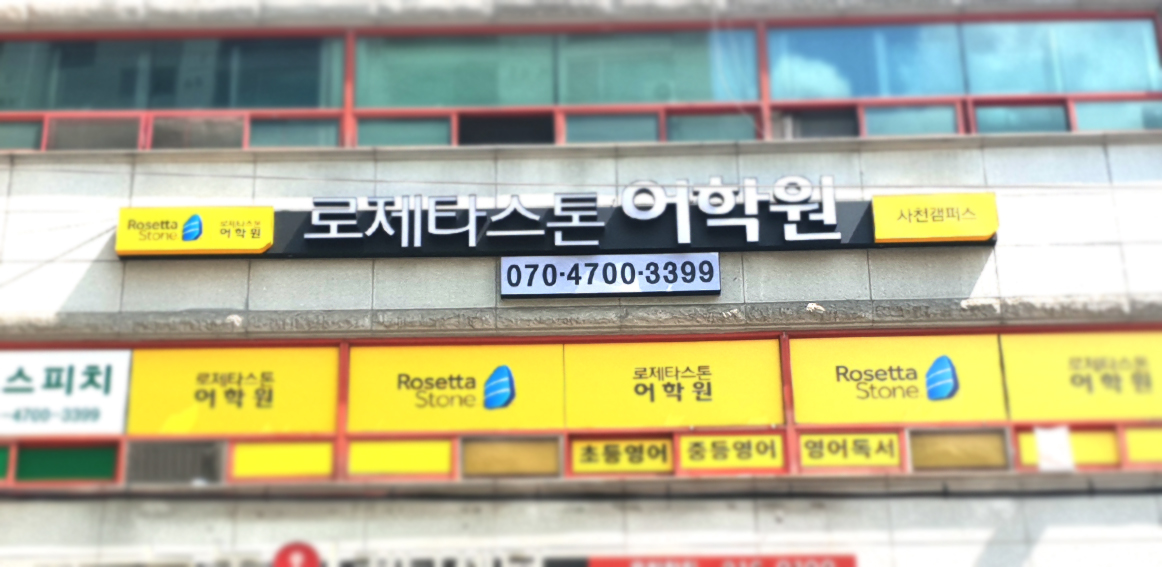 Rosetta
Stone
로제타스톤
어학원
로제타스톤 어학원
사천캠퍼스
070-4700-3399
스피치
-4700-3399
로제타스톤
어학원
Rosetta
Stone
로제타스톤
어학원
Rosetta
Stone
로제타스톤
어학원
초등영어
중등영어
영어독서